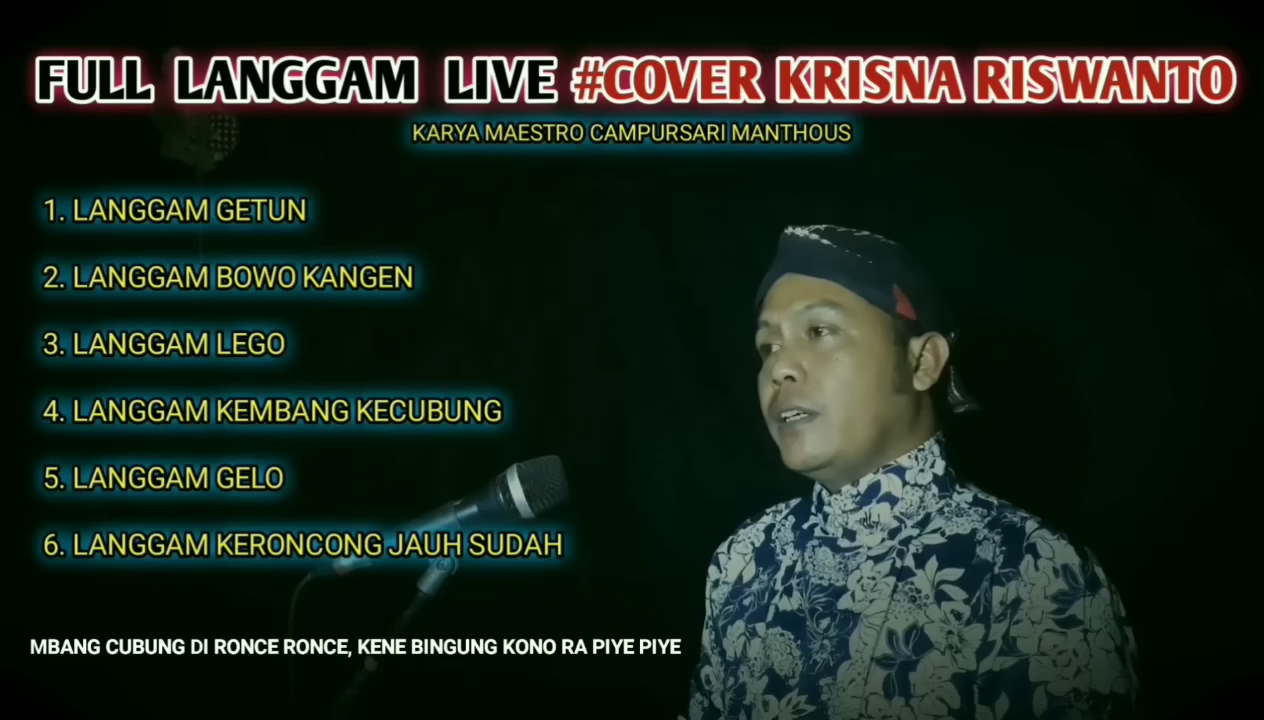 FULL LANGGAM LIVE #COVER KRISNA RISWANTO
KARYA MAESTRO CAMPURSARI MANTHOUS
1. LANGGAM GETUN
2. LANGGAM BOWO KANGEN
3. LANGGAM LEGO
4. LANGGAM KEMBANG KECUBUNG
5. LANGGAM GELO
6. LANGGAM KERONCONG JAUH SUDAH
MBANG CUBUNG DI RONCE RONCE, KENE BINGUNG KONO RA PIYE PIYE